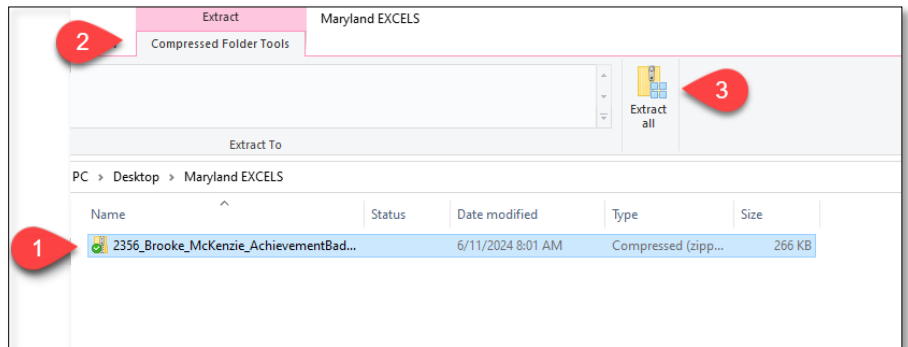 Extract
Maryland EXCELS
2
Compressed Folder Tools
3
Extract
all
Extract To
PC > Desktop > Maryland EXCELS
Name Status Date modified Type Size
1
2356_Brooke_McKenzie_AchievementBad... 6/11/2024 8:01 AM Compressed (zipp... 266 KB